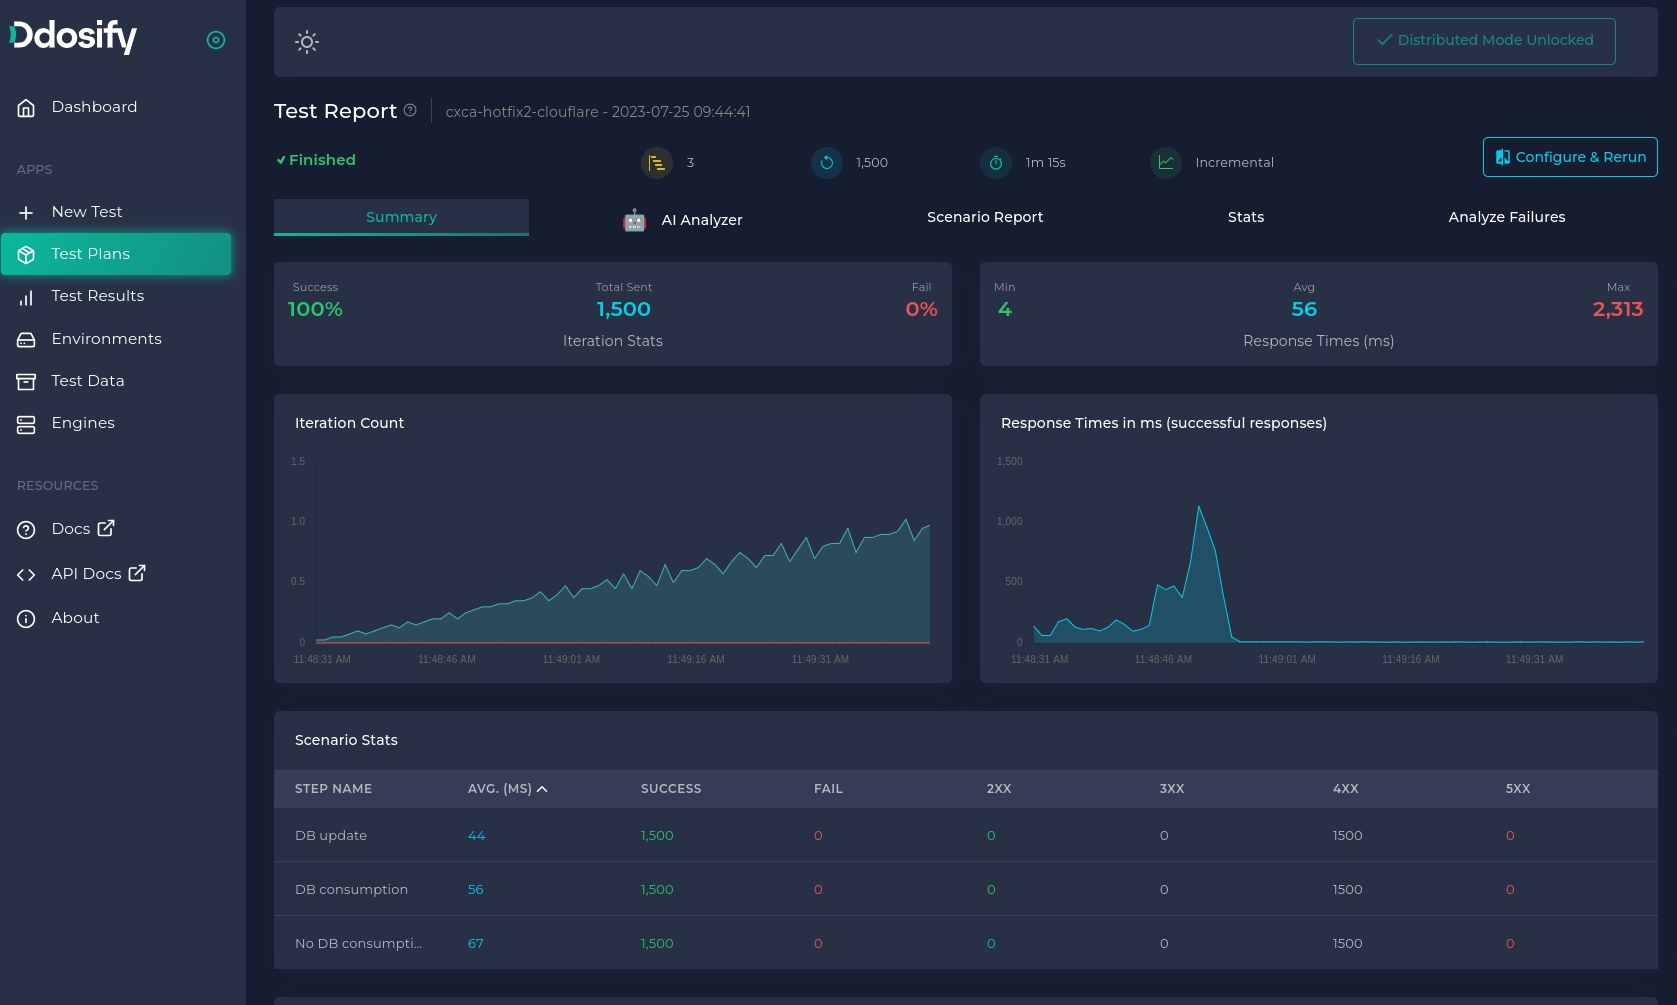 Ddosify
Dashboard
APPS
New Test
Test Plans
Test Results
Environments
Test Data
Engines
RESOURCES
Docs
API Docs
About
Distributed Mode Unlocked
Test Report
cxca-hotfix2-clouflare - 2023-07-25 09:44:41
Finished
3
1,500
1m 15s
Incremental
Configure & Rerun
Summary
AI Analyzer
Scenario Report
Stats
Analyze Failures
Success
100%
Total Sent
1,500
Fail
0%
Iteration Stats
Min
4
Avg
56
Max
2,313
Response Times (ms)
Iteration Count
1.5
1.0
0.5
0
11:48:31 AM 11:48:46 AM 11:49:01 AM 11:49:16 AM 11:49:31 AM
Response Times in ms (successful responses)
1,500
1,000
500
0
11:48:31 AM 11:48:46 AM 11:49:01 AM 11:49:16 AM 11:49:31 AM
Scenario Stats
STEP NAME AVG. (MS) SUCCESS FAIL 2XX 3XX 4XX 5XX
DB update 44 1,500 0 0 0 1500 0
DB consumption 56 1,500 0 0 0 1500 0
No DB consumpti... 67 1,500 0 0 0 1500 0